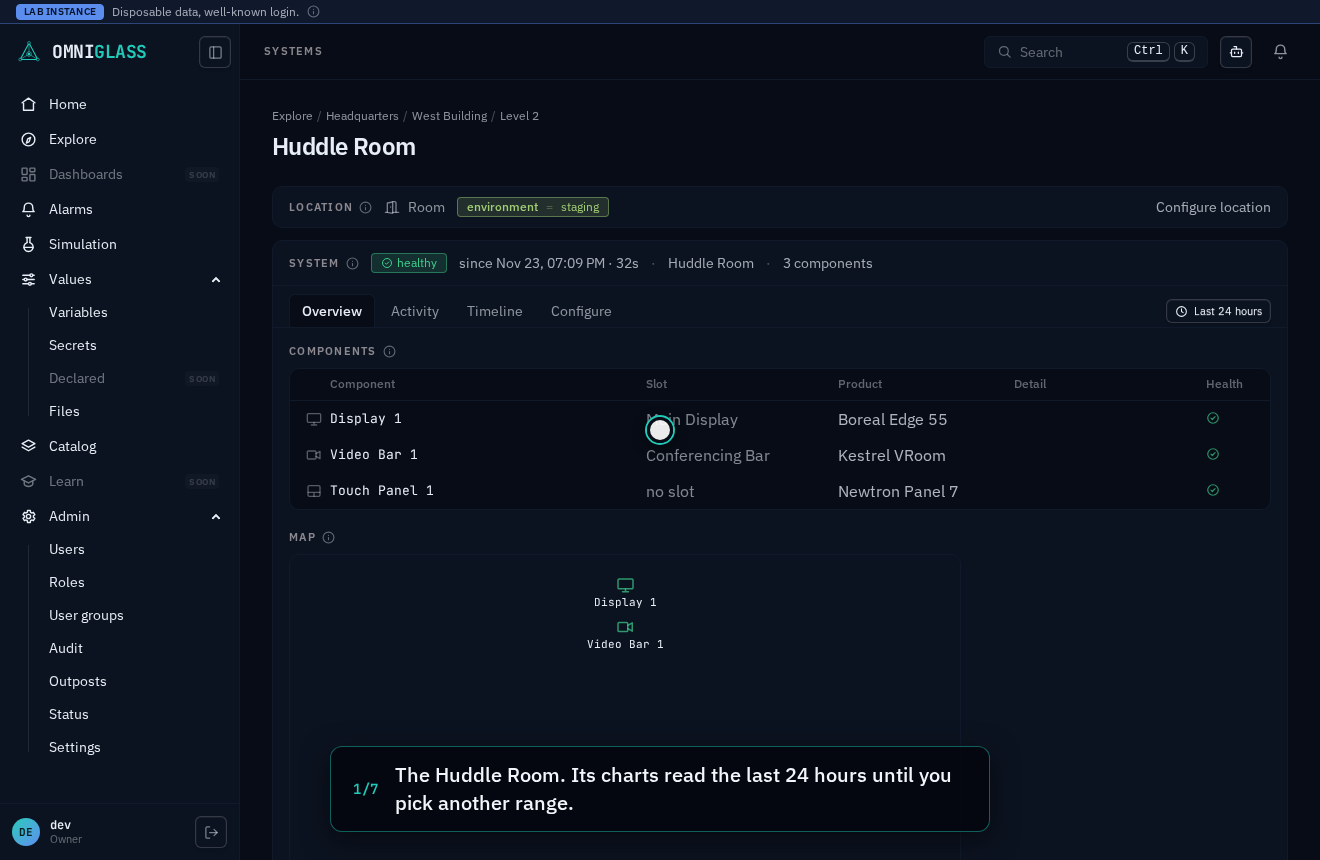 LAB INSTANCE Disposable data, well-known login.
OMNIGLASS
SYSTEMS
Search Ctrl K
Home
Explore
Dashboards SOON
Alarms
Simulation
Values
Variables
Secrets
Declared SOON
Files
Catalog
Learn SOON
Admin
Users
Roles
User groups
Audit
Outposts
Status
Settings
DE dev
Owner
Explore / Headquarters / West Building / Level 2
Huddle Room
LOCATION Room environment = staging Configure location
SYSTEM healthy since Nov 23, 07:09 PM · 32s · Huddle Room · 3 components
Overview Activity Timeline Configure Last 24 hours
COMPONENTS
Component Slot Product Detail Health
Display 1 Main Display Boreal Edge 55
Video Bar 1 Conferencing Bar Kestrel VRoom
Touch Panel 1 no slot Newtron Panel 7
MAP
Display 1
Video Bar 1
1/7 The Huddle Room. Its charts read the last 24 hours until you
pick another range.